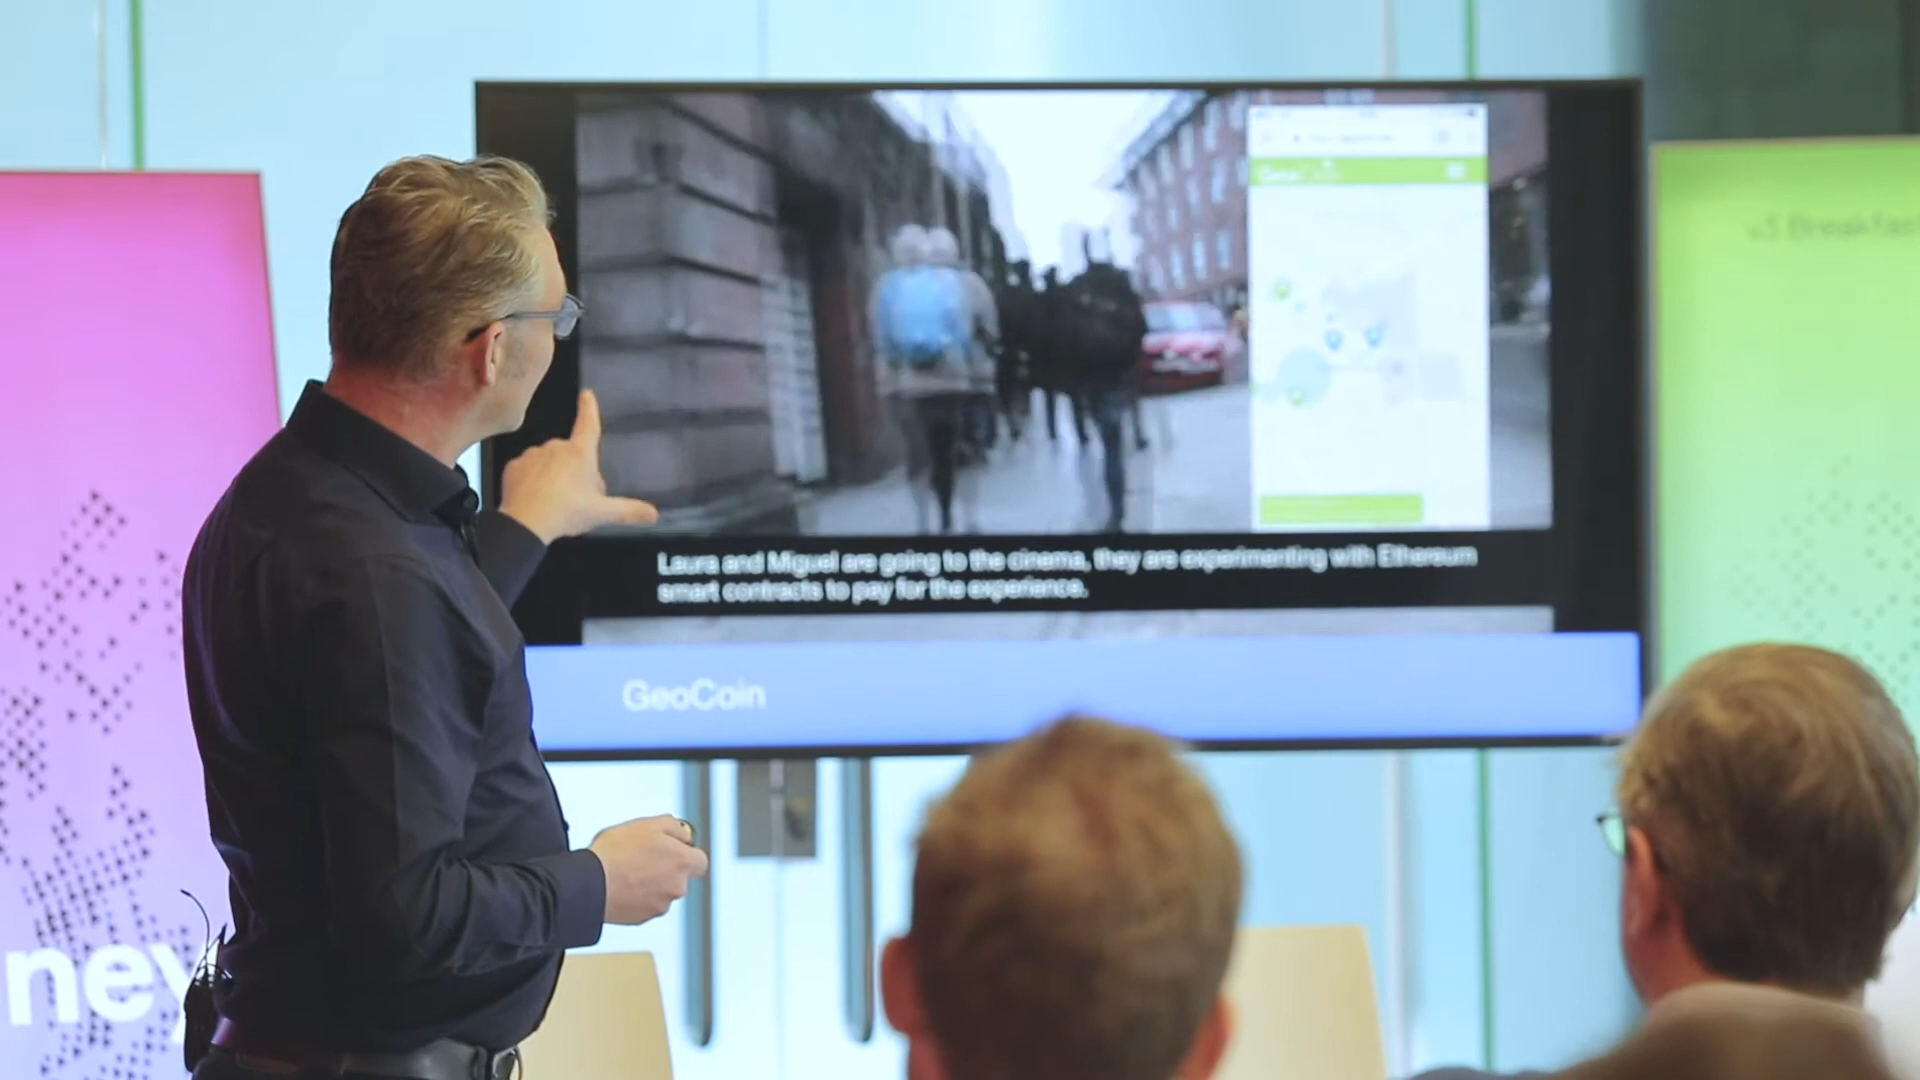 Laura and Miguel are going to the cinema, they are experimenting with Ethereum
smart contracts to pay for the experience.
GeoCoin
ney